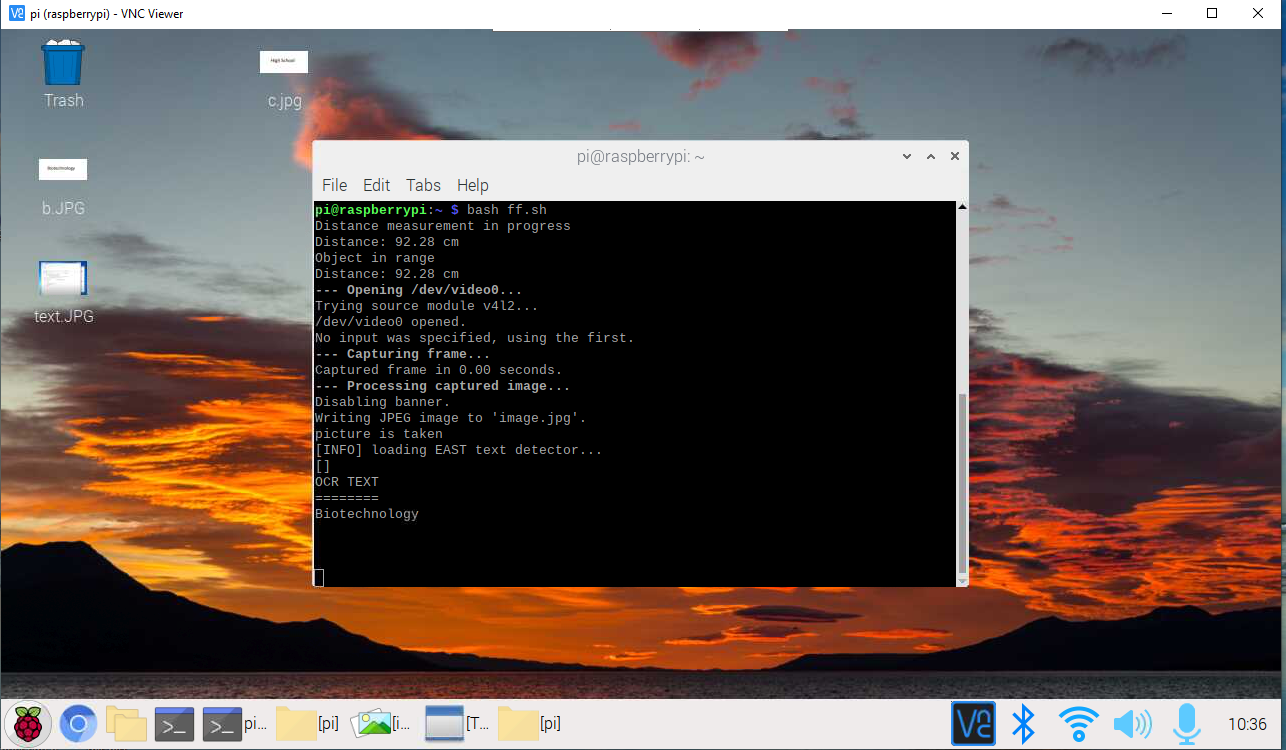 pi (raspberrypi) - VNC Viewer
Trash
High School
c.jpg
Biotechnology
b.JPG
text.JPG
pi@raspberrypi: ~
File Edit Tabs Help
pi@raspberrypi:~ $ bash ff.sh
Distance measurement in progress
Distance: 92.28 cm
Object in range
Distance: 92.28 cm
--- Opening /dev/video0...
Trying source module v4l2...
/dev/video0 opened.
No input was specified, using the first.
--- Capturing frame...
Captured frame in 0.00 seconds.
--- Processing captured image...
Disabling banner.
Writing JPEG image to 'image.jpg'.
picture is taken
[INFO] loading EAST text detector...
[]
OCR TEXT
========
Biotechnology
pi... [pi] [i... [T... [pi] 10:36